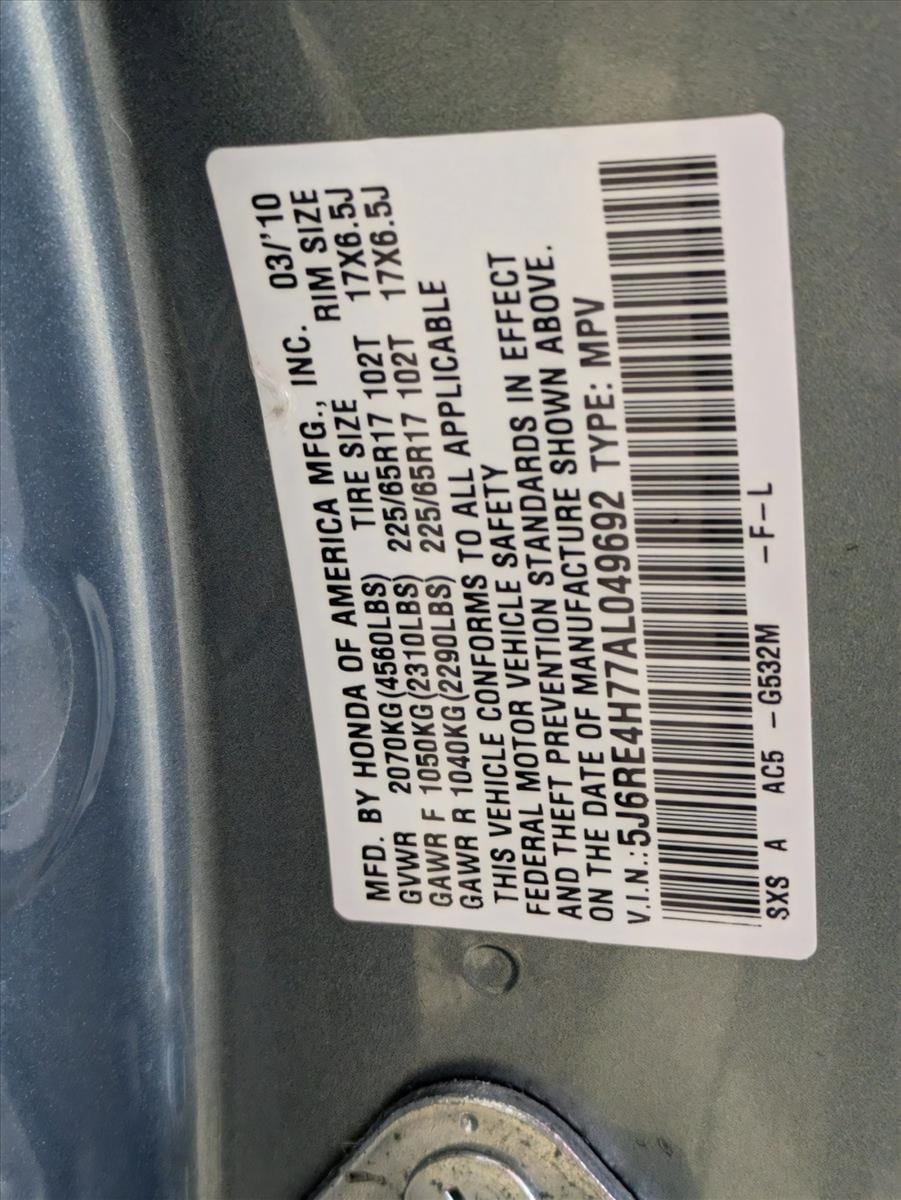 MFD. BY HONDA OF AMERICA MFG., INC. 03/'10
GVWR 2070KG(4560LBS) TIRE SIZE RIM SIZE
GAWR F 1050KG(2310LBS) 225/65R17 102T 17X6.5J
GAWR R 1040KG(2290LBS) 225/65R17 102T 17X6.5J
THIS VEHICLE CONFORMS TO ALL APPLICABLE
FEDERAL MOTOR VEHICLE SAFETY
AND THEFT PREVENTION STANDARDS IN EFFECT
ON THE DATE OF MANUFACTURE SHOWN ABOVE.
V.I.N.:5J6RE4H77AL049692 TYPE: MPV
SXS A AC5 -G532M -F-L